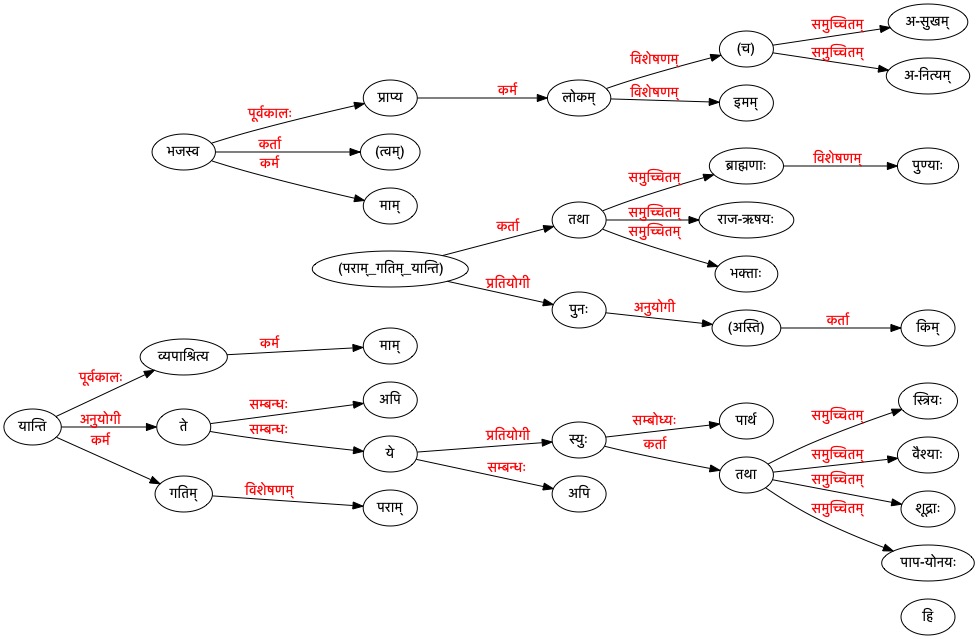 अ-सुखम्
समुच्चितम्
(च)
विशेषणम्
समुच्चितम्
अ-नित्यम्
प्राप्य
कर्म
लोकम्
विशेषणम्
इमम्
पूर्वकालः
भजस्व
कर्ता
(त्वम्)
कर्म
माम्
ब्राह्मणाः
विशेषणम्
पुण्याः
समुच्चितम्
तथा
समुच्चितम्
राज-ऋषयः
कर्ता
समुच्चितम्
भक्ताः
(पराम्_गतिम्_यान्ति)
प्रतियोगी
पुनः
अनुयोगी
(अस्ति)
कर्ता
किम्
व्यपाश्रित्य
कर्म
माम्
पूर्वकालः
यान्ति
अनुयोगी
ते
सम्बन्धः
अपि
सम्बन्धः
ये
कर्म
गतिम्
विशेषणम्
पराम्
प्रतियोगी
स्युः
सम्बोध्यः
पार्थ
कर्ता
सम्बन्धः
अपि
तथा
समुच्चितम्
स्त्रियः
समुच्चितम्
वैश्याः
समुच्चितम्
शूद्राः
समुच्चितम्
पाप-योनयः
हि